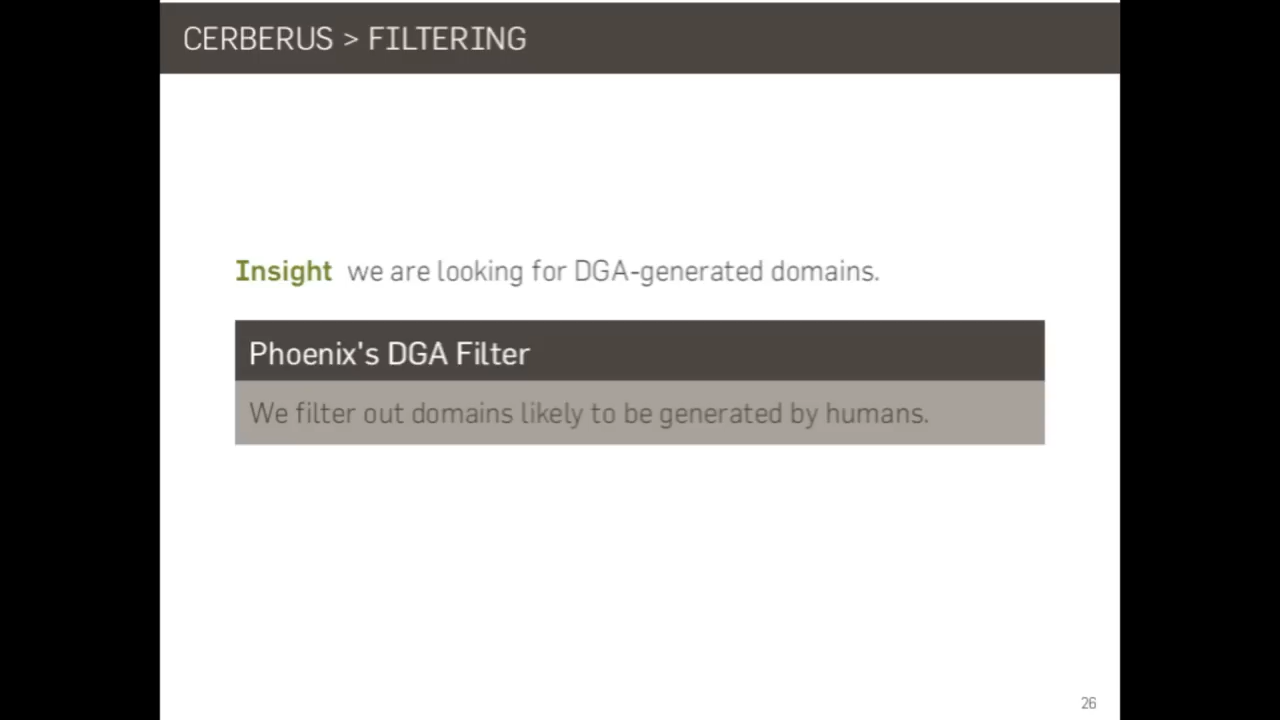 CERBERUS > FILTERING
Insight we are looking for DGA-generated domains.
Phoenix's DGA Filter
We filter out domains likely to be generated by humans.
26